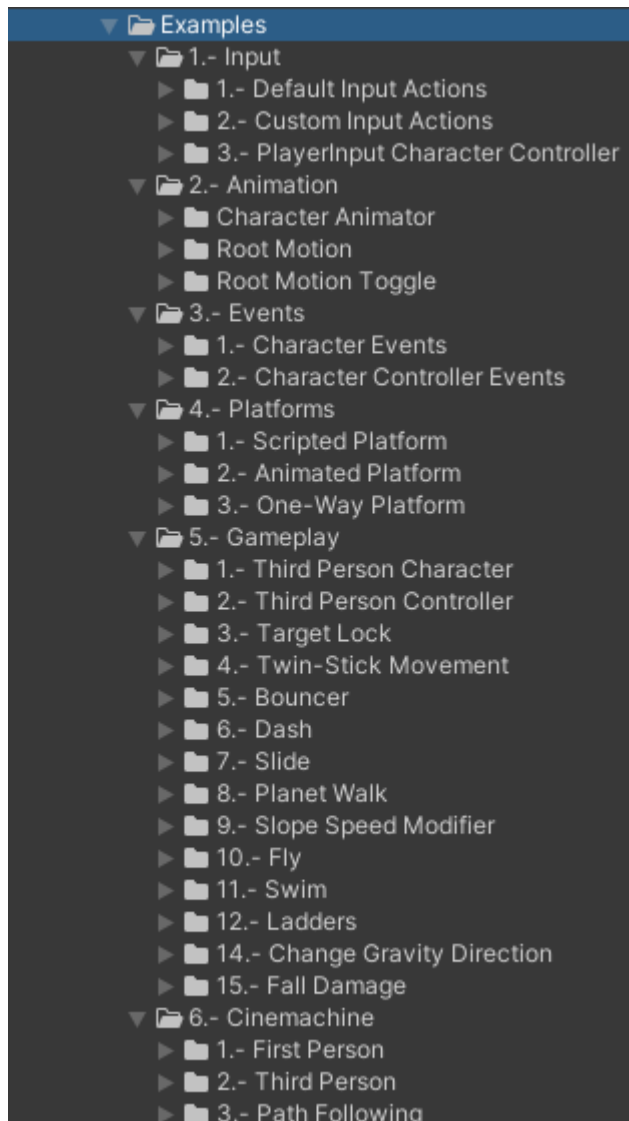 Examples
1.- Input
1.- Default Input Actions
2.- Custom Input Actions
3.- PlayerInput Character Controller
2.- Animation
Character Animator
Root Motion
Root Motion Toggle
3.- Events
1.- Character Events
2.- Character Controller Events
4.- Platforms
1.- Scripted Platform
2.- Animated Platform
3.- One-Way Platform
5.- Gameplay
1.- Third Person Character
2.- Third Person Controller
3.- Target Lock
4.- Twin-Stick Movement
5.- Bouncer
6.- Dash
7.- Slide
8.- Planet Walk
9.- Slope Speed Modifier
10.- Fly
11.- Swim
12.- Ladders
14.- Change Gravity Direction
15.- Fall Damage
6.- Cinemachine
1.- First Person
2.- Third Person
3.- Path Following